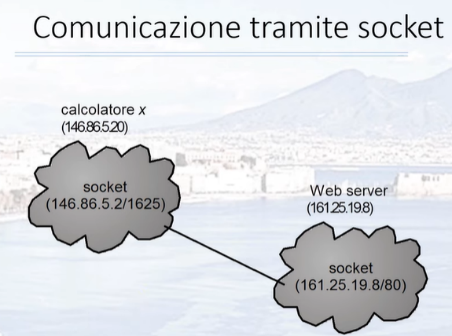 Comunicazione tramite socket
calcolatore x
(146.86.5.20)
socket
(146.86.5.2/1625)
Web server
(161.25.19.8)
socket
(161.25.19.8/80)